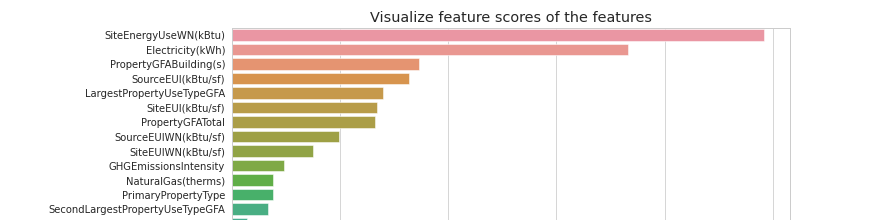 Visualize feature scores of the features
SiteEnergyUseWN(kBtu)
Electricity(kWh)
PropertyGFABuilding(s)
SourceEUI(kBtu/sf)
LargestPropertyUseTypeGFA
SiteEUI(kBtu/sf)
PropertyGFATotal
SourceEUIWN(kBtu/sf)
SiteEUIWN(kBtu/sf)
GHGEmissionsIntensity
NaturalGas(therms)
PrimaryPropertyType
SecondLargestPropertyUseTypeGFA